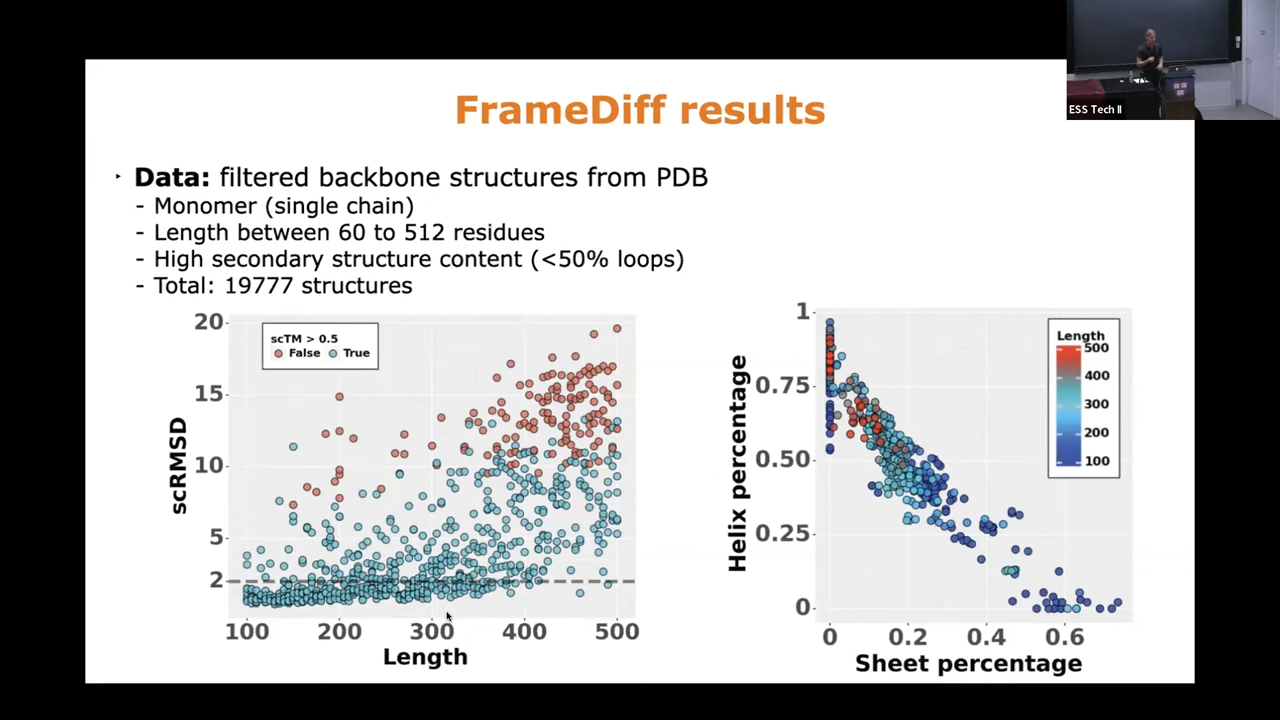 ESS Tech II
FrameDiff results
‣ Data: filtered backbone structures from PDB
- Monomer (single chain)
- Length between 60 to 512 residues
- High secondary structure content (<50% loops)
- Total: 19777 structures
scRMSD
20
15
10
5
2
scTM > 0.5
False True
100 200 300 400 500
Length
Helix percentage
1
0.75
0.50
0.25
0
Length
500
400
300
200
100
0 0.2 0.4 0.6
Sheet percentage